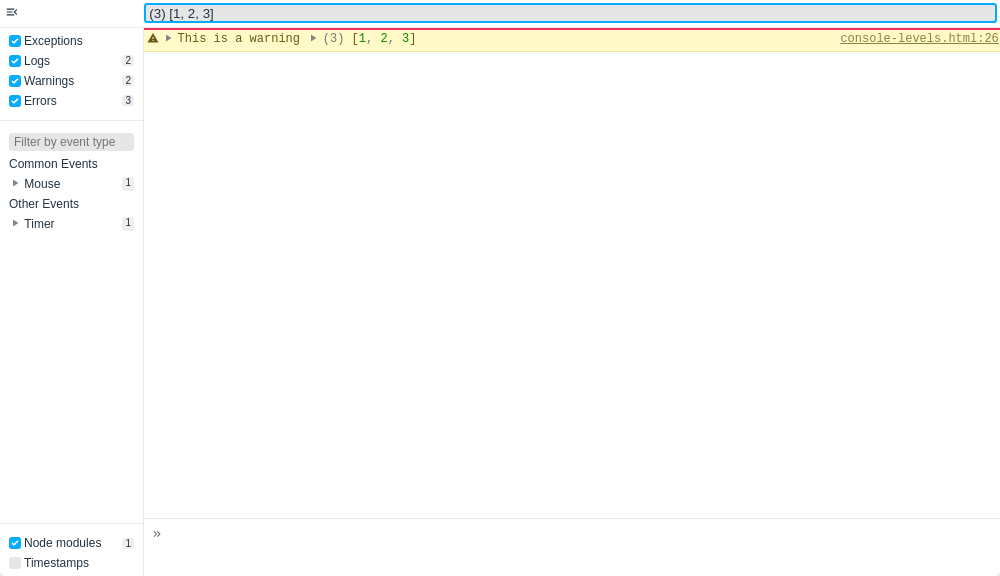 (3) [1, 2, 3]
Exceptions
Logs 2
Warnings 2
Errors 3
Filter by event type
Common Events
Mouse 1
Other Events
Timer 1
Node modules 1
Timestamps
This is a warning (3) [1, 2, 3] console-levels.html:26
»